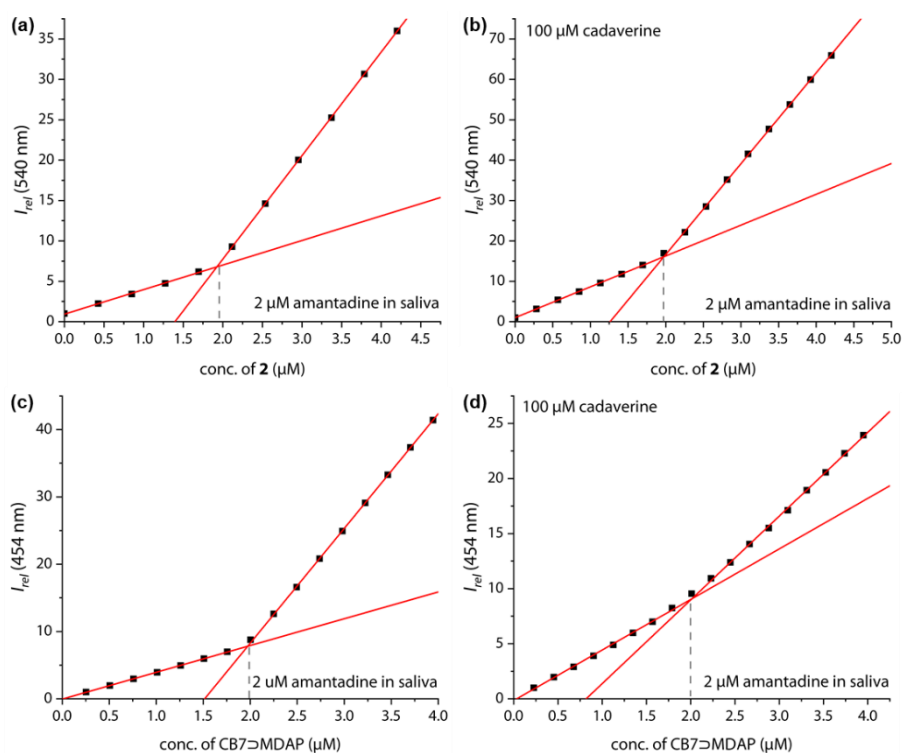 (a)
35
30
25
20
15
10
5
0
I_rel (540 nm)
2 μM amantadine in saliva
0.0 0.5 1.0 1.5 2.0 2.5 3.0 3.5 4.0 4.5
conc. of 2 (μM)
(b)
100 μM cadaverine
70
60
50
40
30
20
10
0
I_rel (540 nm)
2 μM amantadine in saliva
0.0 0.5 1.0 1.5 2.0 2.5 3.0 3.5 4.0 4.5 5.0
conc. of 2 (μM)
(c)
40
30
20
10
0
I_rel (454 nm)
2 uM amantadine in saliva
0.0 0.5 1.0 1.5 2.0 2.5 3.0 3.5 4.0
conc. of CB7⊃MDAP (μM)
(d)
100 μM cadaverine
25
20
15
10
5
0
I_rel (454 nm)
2 μM amantadine in saliva
0.0 0.5 1.0 1.5 2.0 2.5 3.0 3.5 4.0
conc. of CB7⊃MDAP (μM)